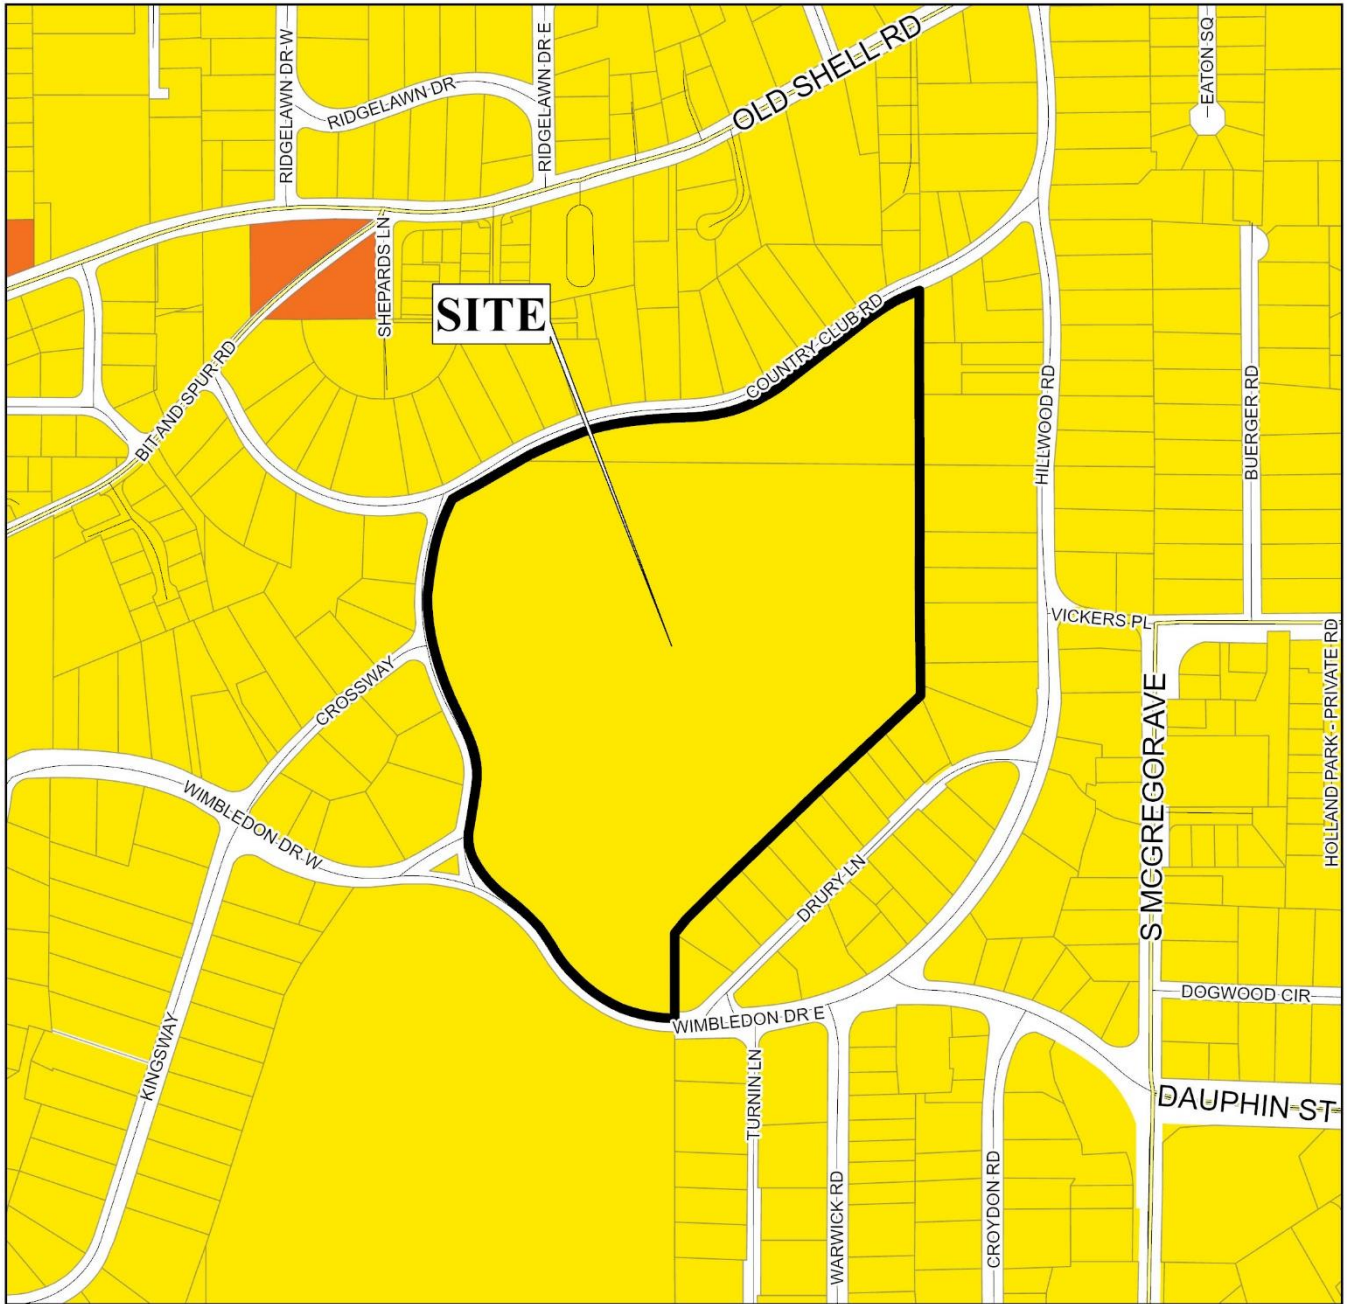 RIDGELAWN DR W
RIDGELAWN DR
RIDGELAWN DR E
OLD SHELL RD
EATON SQ
SHEPARDS LN
SITE
COUNTRY CLUB RD
BIT AND SPUR RD
HILLWOOD RD
BUERGER RD
VICKERS PL
CROSSWAY
HOLLAND PARK - PRIVATE RD
S MCGREGOR AVE
WIMBLEDON DR W
DRURY LN
DOGWOOD CIR
WIMBLEDON DR E
KINGSWAY
TURNIN LN
DAUPHIN ST
WARWICK RD
CROYDON RD